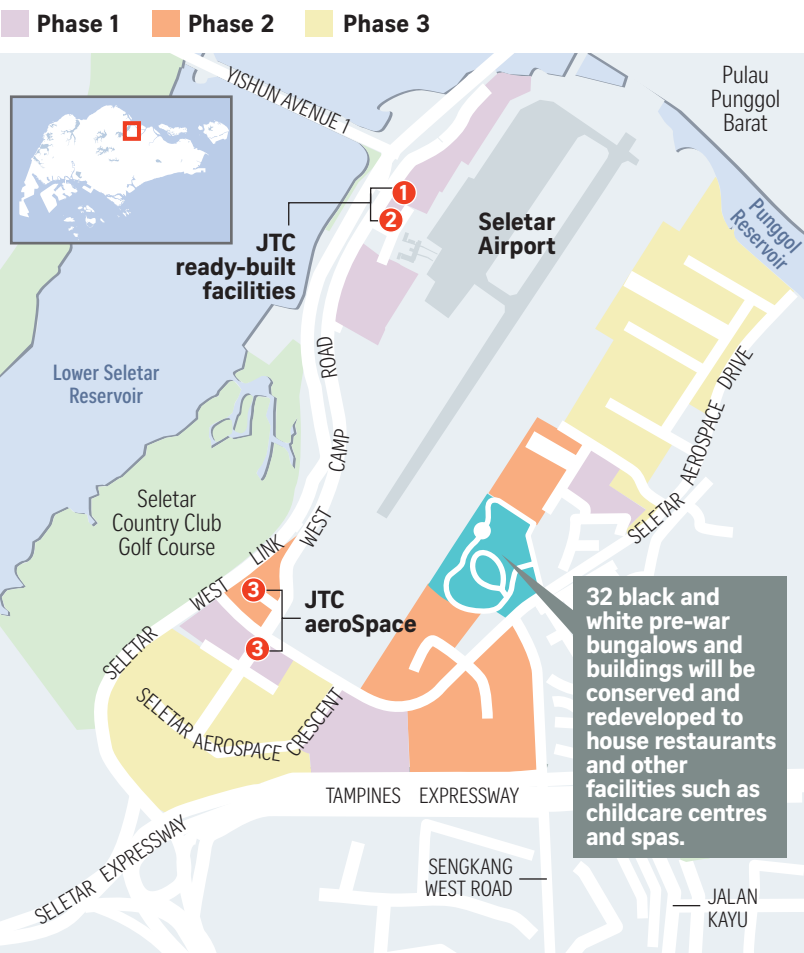 Phase 1
Phase 2
Phase 3
YISHUN AVENUE 1
Pulau
Punggol
Barat
Punggol
Reservoir
1
2
JTC
ready-built
facilities
Seletar
Airport
Lower Seletar
Reservoir
WEST CAMP ROAD
SELETAR AEROSPACE DRIVE
Seletar
Country Club
Golf Course
SELETAR WEST LINK
3
3
JTC
aeroSpace
32 black and
white pre-war
bungalows and
buildings will be
conserved and
redeveloped to
house restaurants
and other
facilities such as
childcare centres
and spas.
SELETAR AEROSPACE CRESCENT
TAMPINES EXPRESSWAY
SELETAR EXPRESSWAY
SENGKANG
WEST ROAD
JALAN
KAYU